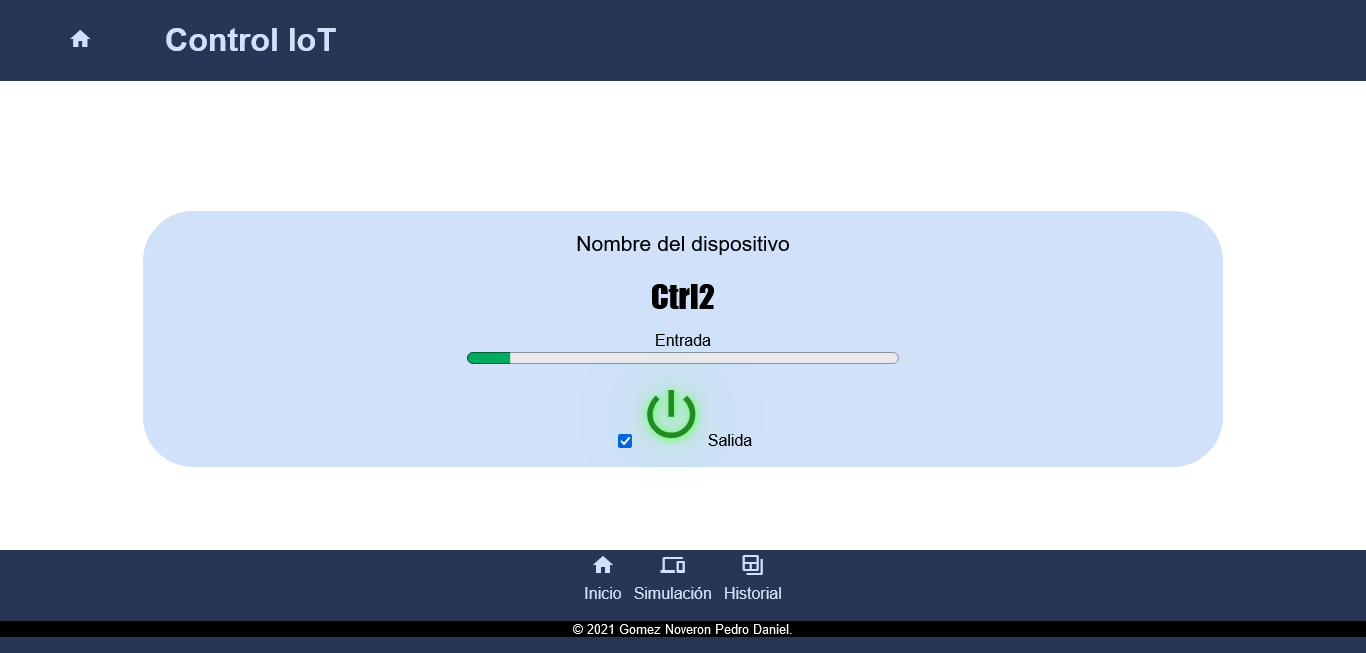 Control IoT
Nombre del dispositivo
Ctrl2
Entrada
Salida
Inicio Simulación Historial
© 2021 Gomez Noveron Pedro Daniel.